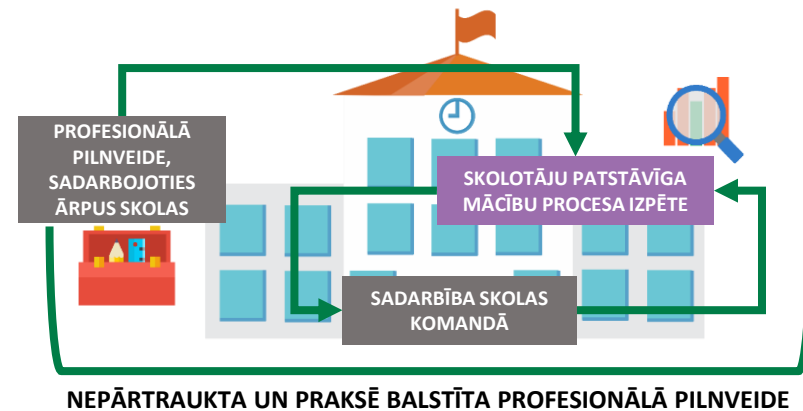 PROFESIONĀLĀ
PILNVEIDE,
SADARBOJOTIES
ĀRPUS SKOLAS
SKOLOTĀJU PATSTĀVĪGA
MĀCĪBU PROCESA IZPĒTE
SADARBĪBA SKOLAS
KOMANDĀ
NEPĀRTRAUKTA UN PRAKSĒ BALSTĪTA PROFESIONĀLĀ PILNVEIDE